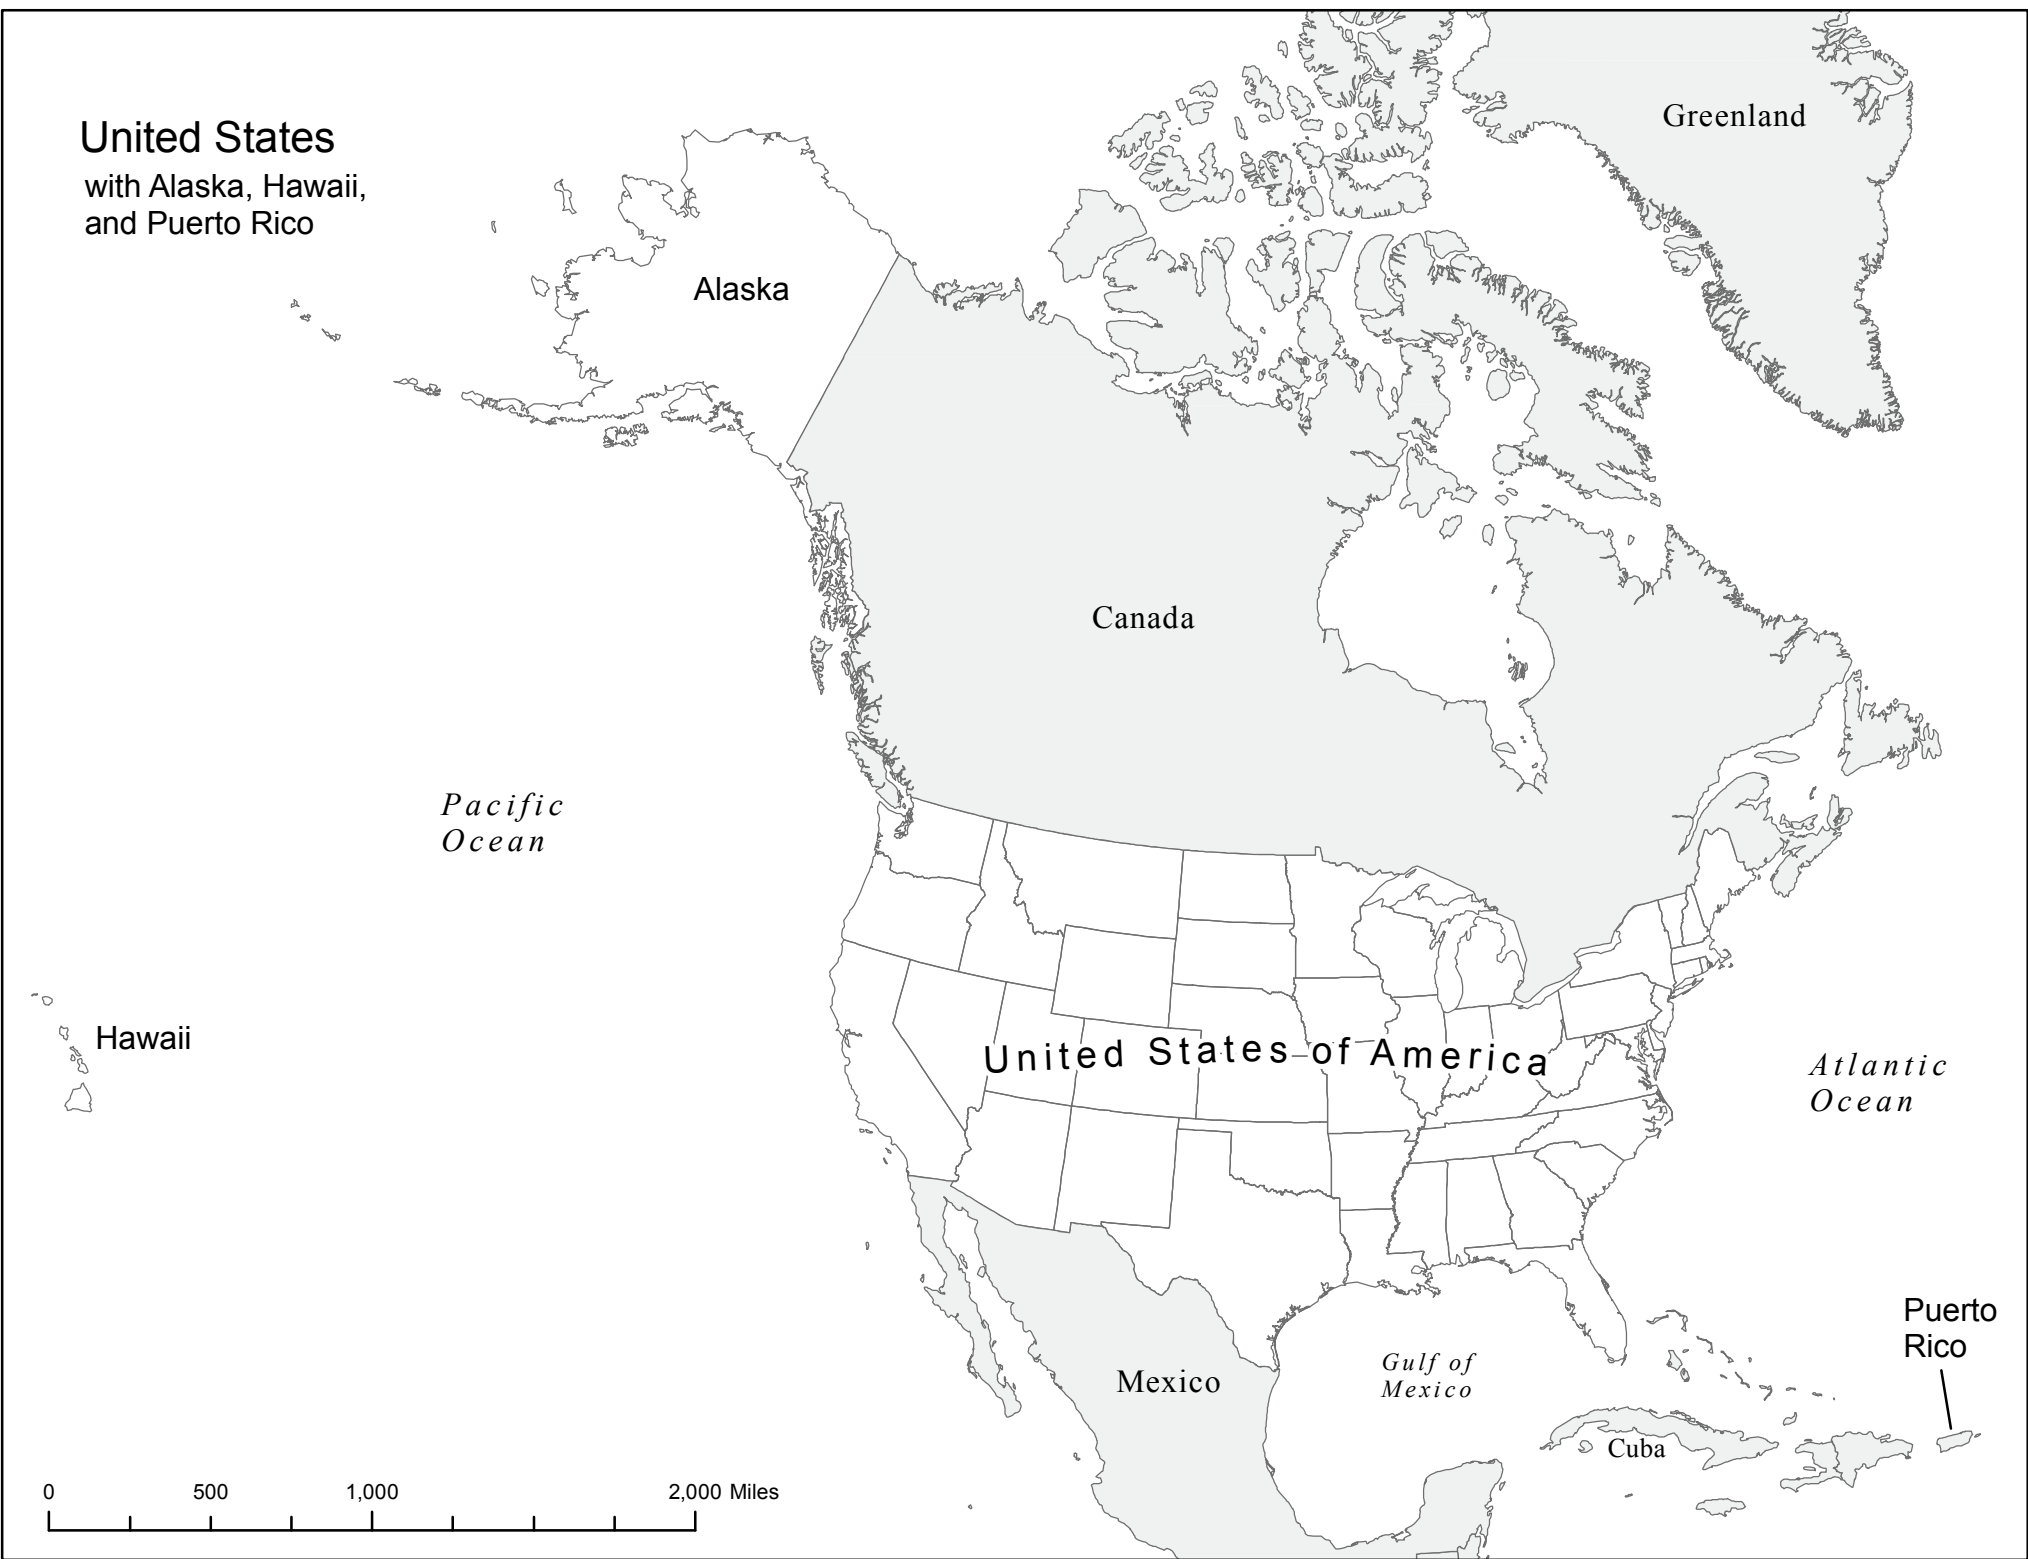 United States
with Alaska, Hawaii,
and Puerto Rico
Greenland
Alaska
Canada
Pacific
Ocean
Hawaii
United States of America
Atlantic
Ocean
Puerto
Rico
Gulf of
Mexico
Mexico
Cuba
0 500 1,000 2,000 Miles